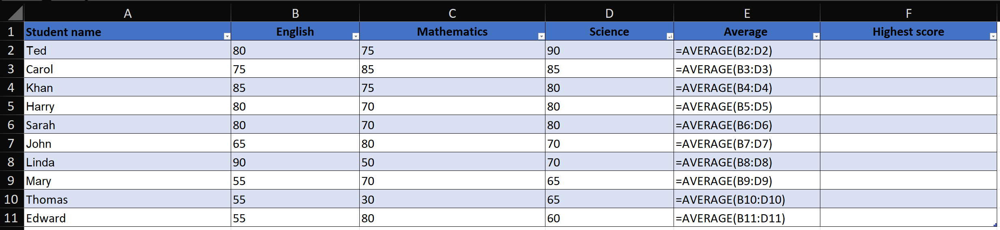 A B C D E F
1 Student name English Mathematics Science Average Highest score
2 Ted 80 75 90 =AVERAGE(B2:D2)
3 Carol 75 85 85 =AVERAGE(B3:D3)
4 Khan 85 75 80 =AVERAGE(B4:D4)
5 Harry 80 70 80 =AVERAGE(B5:D5)
6 Sarah 80 70 80 =AVERAGE(B6:D6)
7 John 65 80 70 =AVERAGE(B7:D7)
8 Linda 90 50 70 =AVERAGE(B8:D8)
9 Mary 55 70 65 =AVERAGE(B9:D9)
10 Thomas 55 30 65 =AVERAGE(B10:D10)
11 Edward 55 80 60 =AVERAGE(B11:D11)